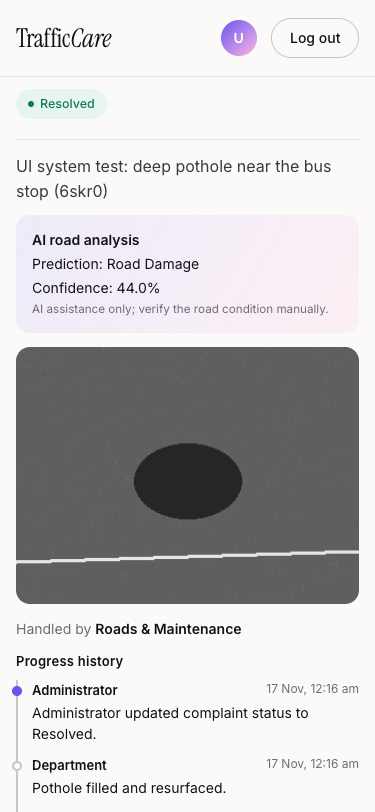 TrafficCare
U
Log out
Resolved
UI system test: deep pothole near the bus
stop (6skr0)
AI road analysis
Prediction: Road Damage
Confidence: 44.0%
AI assistance only; verify the road condition manually.
Handled by Roads & Maintenance
Progress history
Administrator 17 Nov, 12:16 am
Administrator updated complaint status to
Resolved.
Department 17 Nov, 12:16 am
Pothole filled and resurfaced.